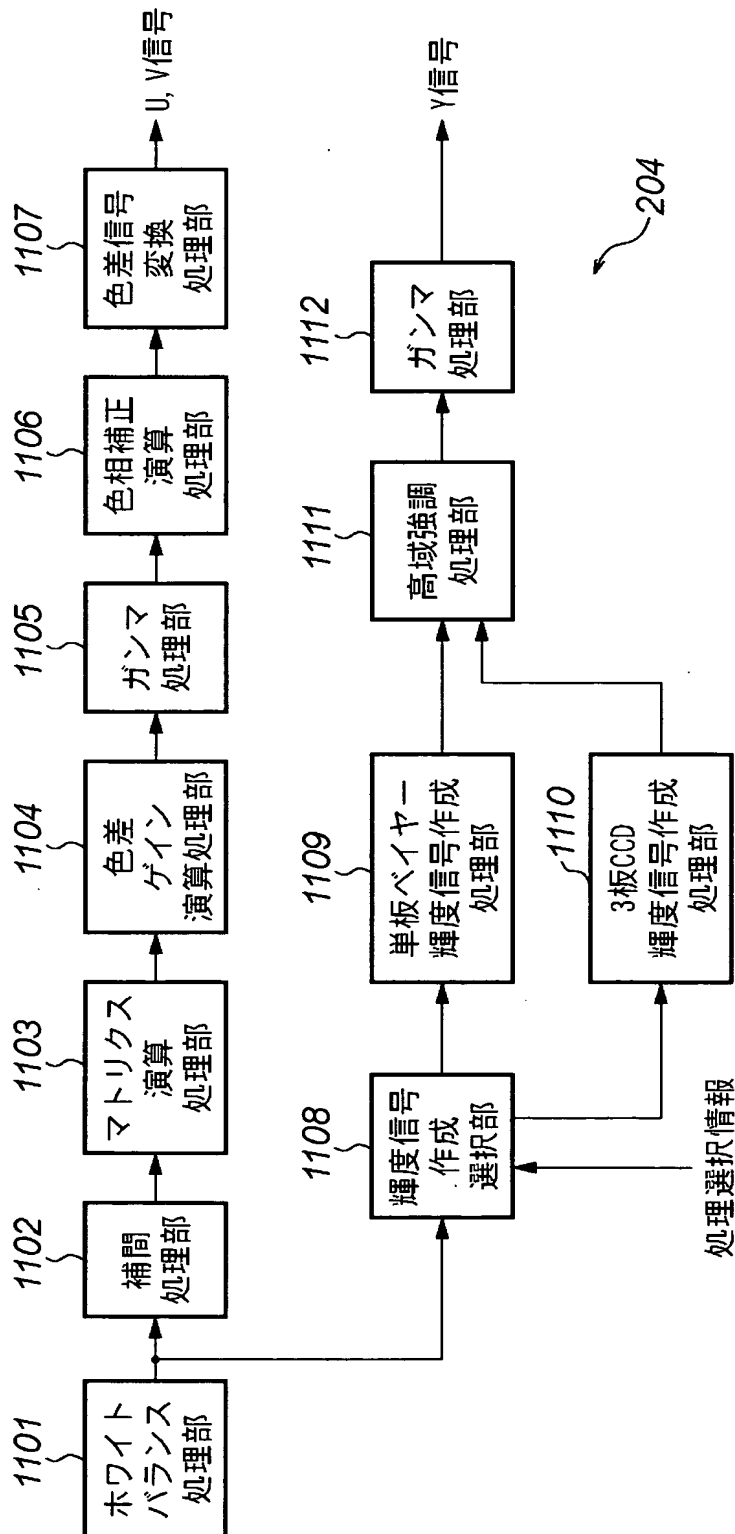 1101
ホワイト
バランス
処理部
1102
補間
処理部
1103
マトリクス
演算
処理部
1104
色差
ゲイン
演算処理部
1105
ガンマ
処理部
1106
色相補正
演算
処理部
1107
色差信号
変換
処理部
U, V信号
1108
輝度信号
作成
選択部
処理選択情報
1109
単板ベイヤー
輝度信号作成
処理部
1110
3板CCD
輝度信号作成
処理部
1111
高域強調
処理部
1112
ガンマ
処理部
Y信号
204